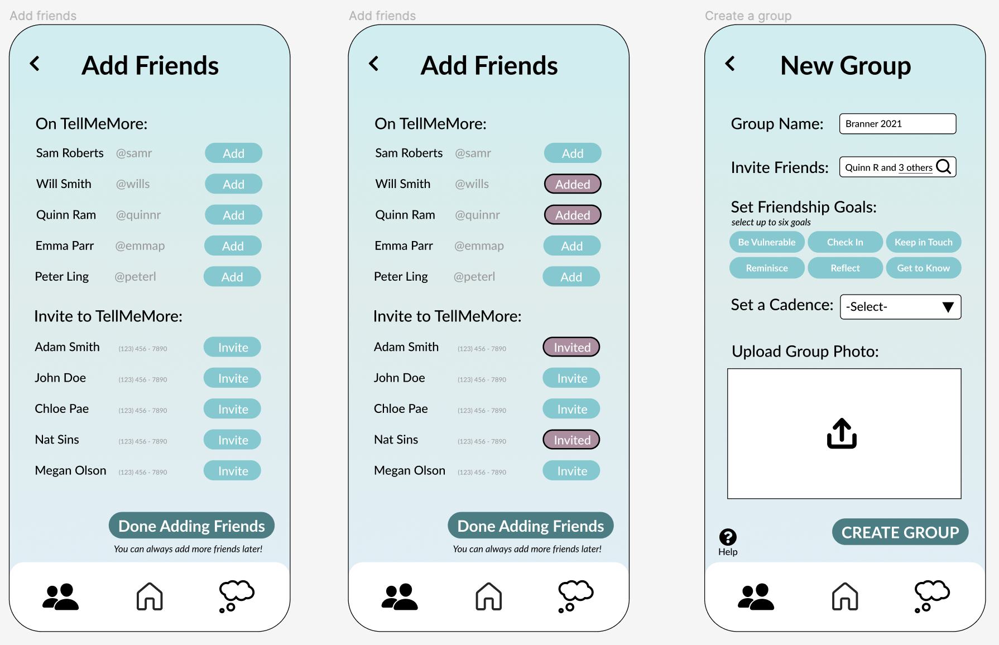 Add friends
Add Friends
On TellMeMore:
Sam Roberts @samr Add
Will Smith @wills Add
Quinn Ram @quinnr Add
Emma Parr @emmap Add
Peter Ling @peterl Add
Invite to TellMeMore:
Adam Smith (123) 456 - 7890 Invite
John Doe (123) 456 - 7890 Invite
Chloe Pae (123) 456 - 7890 Invite
Nat Sins (123) 456 - 7890 Invite
Megan Olson (123) 456 - 7890 Invite
Done Adding Friends
You can always add more friends later!
Add friends
Add Friends
On TellMeMore:
Sam Roberts @samr Add
Will Smith @wills Added
Quinn Ram @quinnr Added
Emma Parr @emmap Add
Peter Ling @peterl Add
Invite to TellMeMore:
Adam Smith (123) 456 - 7890 Invited
John Doe (123) 456 - 7890 Invite
Chloe Pae (123) 456 - 7890 Invite
Nat Sins (123) 456 - 7890 Invited
Megan Olson (123) 456 - 7890 Invite
Done Adding Friends
You can always add more friends later!
Create a group
New Group
Group Name: Branner 2021
Invite Friends: Quinn R and 3 others
Set Friendship Goals:
select up to six goals
Be Vulnerable Check In Keep in Touch
Reminisce Reflect Get to Know
Set a Cadence: -Select-
Upload Group Photo:
CREATE GROUP
? Help